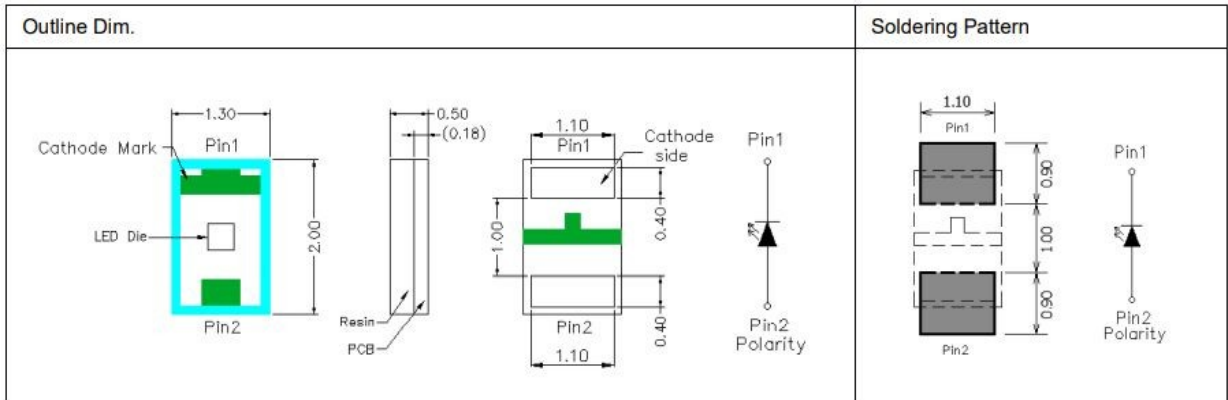 Outline Dim.
Soldering Pattern
1.30
Pin1
Cathode Mark
LED Die
2.00
Pin2
0.50
(0.18)
Resin
PCB
1.10
Pin1
Cathode
side
0.40
1.00
0.40
Pin2
1.10
Pin1
Pin2
Polarity
1.10
Pin1
0.90
1.00
0.90
Pin2
Pin1
Pin2
Polarity